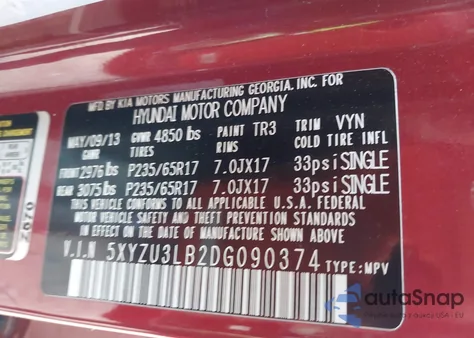 MFD BY KIA MOTORS MANUFACTURING GEORGIA, INC. FOR
HYUNDAI MOTOR COMPANY
MAY/09/13 GVWR 4850 lbs PAINT TR3 TRIM VYN
GAWR TIRES RIMS COLD TIRE INFL
FRONT 2976 lbs P235/65R17 7.0JX17 33psi SINGLE
REAR 3075 lbs P235/65R17 7.0JX17 33psi SINGLE
THIS VEHICLE CONFORMS TO ALL APPLICABLE U.S.A. FEDERAL
MOTOR VEHICLE SAFETY AND THEFT PREVENTION STANDARDS
IN EFFECT ON THE DATE OF MANUFACTURE SHOWN ABOVE.
V.I.N 5XYZU3LB2DG090374 TYPE:MPV
autaSnap